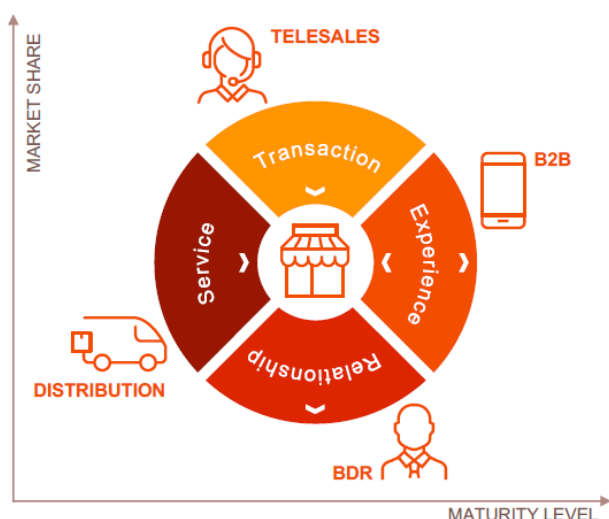 TELESALES
MARKET SHARE
Transaction
B2B
Experience
Service
Relationship
DISTRIBUTION
BDR
MATURITY LEVEL